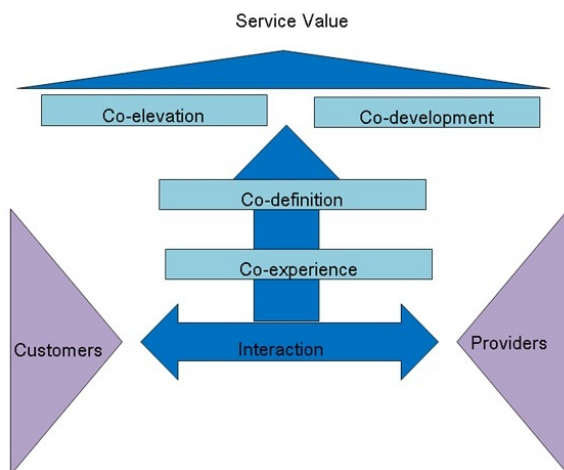 Service Value
Co-elevation
Co-development
Co-definition
Co-experience
Customers
Interaction
Providers